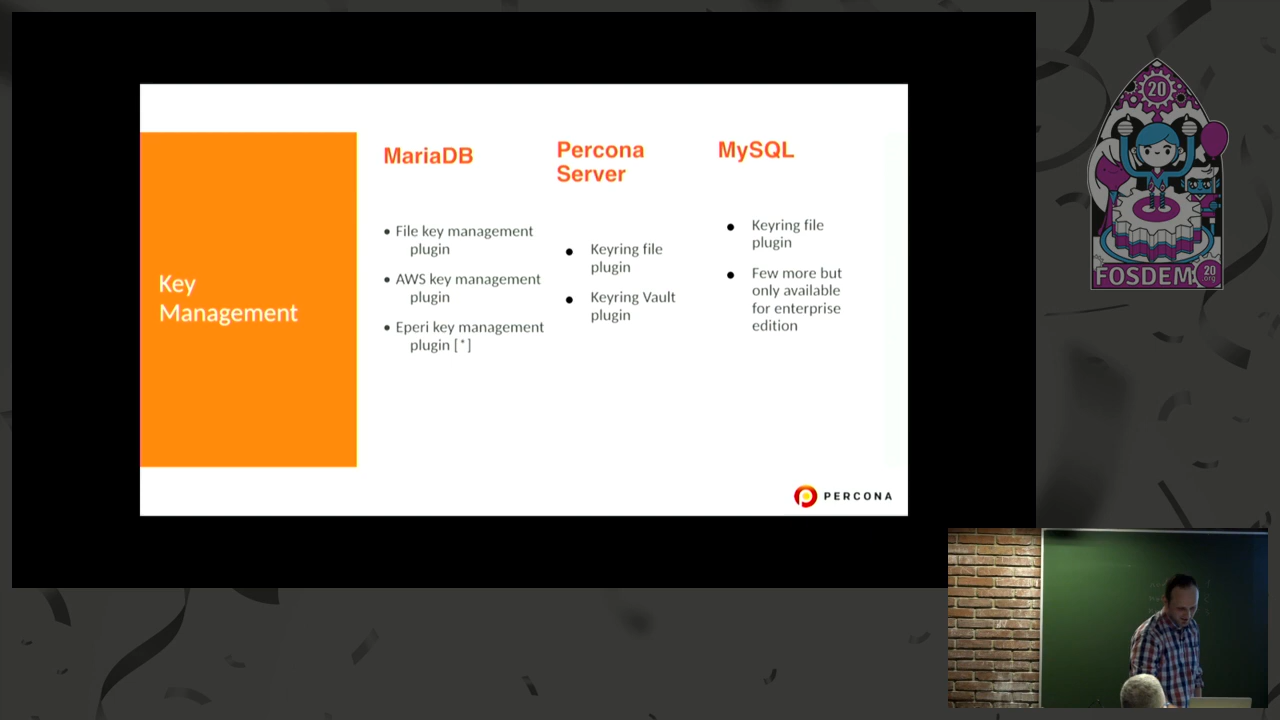 Key
Management
MariaDB
• File key management
plugin
• AWS key management
plugin
• Eperi key management
plugin [*]
Percona
Server
● Keyring file
plugin
● Keyring Vault
plugin
MySQL
● Keyring file
plugin
● Few more but
only available
for enterprise
edition
PERCONA
20
FOSDEM
20
.org